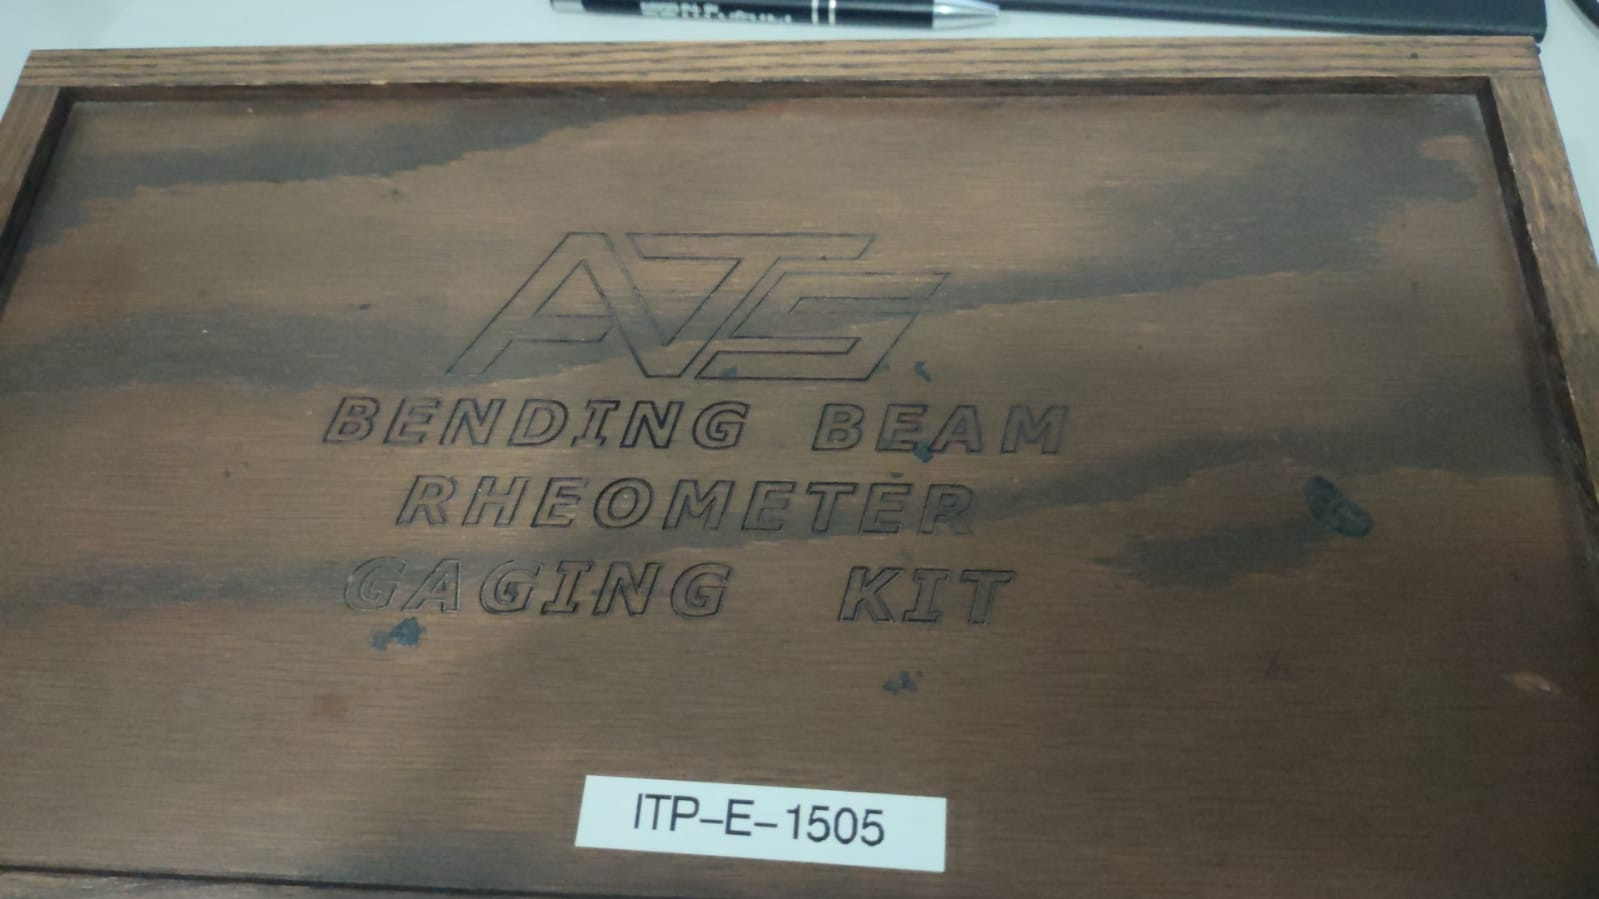 ATS
BENDING BEAM
RHEOMETER
GAGING KIT
ITP-E-1505